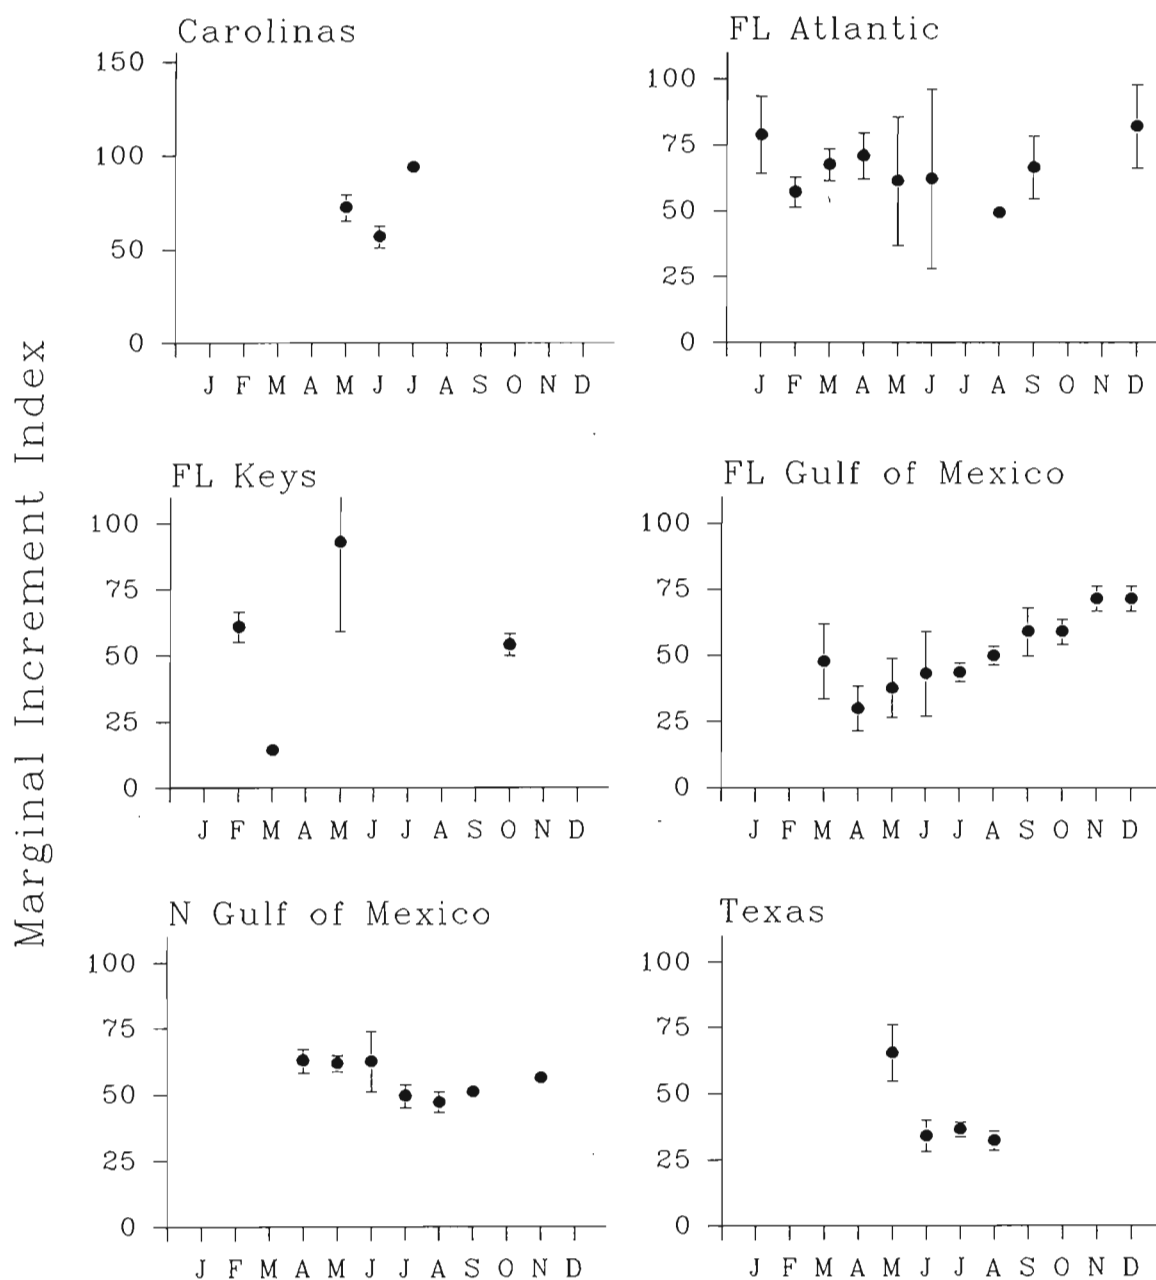 Marginal Increment Index
Carolinas
150
100
50
0
J F M A M J J A S O N D
FL Atlantic
100
75
50
25
0
J F M A M J J A S O N D
FL Keys
100
75
50
25
0
J F M A M J J A S O N D
FL Gulf of Mexico
100
75
50
25
0
J F M A M J J A S O N D
N Gulf of Mexico
100
75
50
25
0
J F M A M J J A S O N D
Texas
100
75
50
25
0
J F M A M J J A S O N D